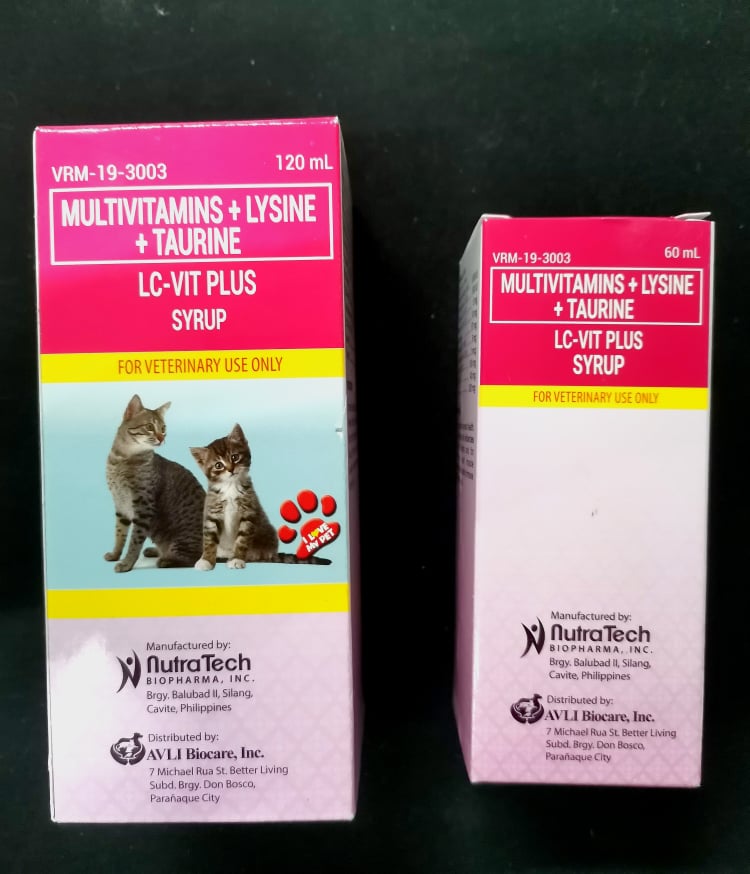 VRM-19-3003
120 mL
MULTIVITAMINS + LYSINE
+ TAURINE
LC-VIT PLUS
SYRUP
FOR VETERINARY USE ONLY
I LOVE
MY PET
Manufactured by:
NutraTech
BIOPHARMA, INC.
Brgy. Balubad II, Silang,
Cavite, Philippines
Distributed by:
AVLI Biocare, Inc.
7 Michael Rua St. Better Living
Subd. Brgy. Don Bosco,
Parañaque City
VRM-19-3003
60 mL
MULTIVITAMINS + LYSINE
+ TAURINE
LC-VIT PLUS
SYRUP
FOR VETERINARY USE ONLY
Manufactured by:
NutraTech
BIOPHARMA, INC.
Brgy. Balubad II, Silang,
Cavite, Philippines
Distributed by:
AVLI Biocare, Inc.
7 Michael Rua St. Better Living
Subd. Brgy. Don Bosco,
Parañaque City